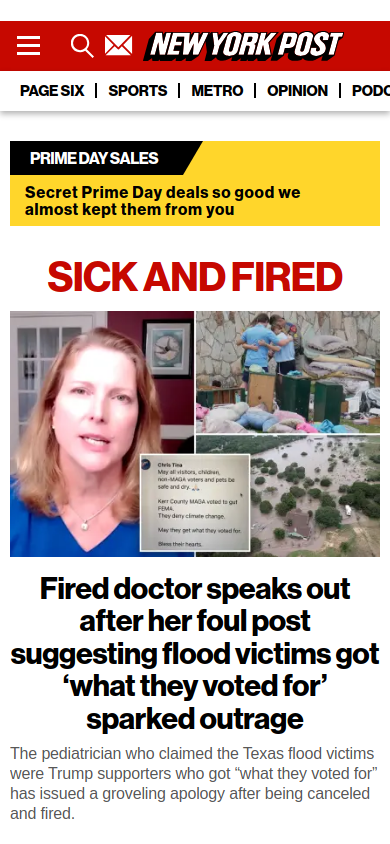 NEW YORK POST
PAGE SIX | SPORTS | METRO | OPINION | PODC
PRIME DAY SALES
Secret Prime Day deals so good we
almost kept them from you
SICK AND FIRED
Chris Tina
May all visitors, children,
non-MAGA voters and pets be
safe and dry.
Kerr County MAGA voted to gut
FEMA.
They deny climate change.
May they get what they voted for.
Bless their hearts.
Fired doctor speaks out
after her foul post
suggesting flood victims got
‘what they voted for’
sparked outrage
The pediatrician who claimed the Texas flood victims
were Trump supporters who got “what they voted for”
has issued a groveling apology after being canceled
and fired.